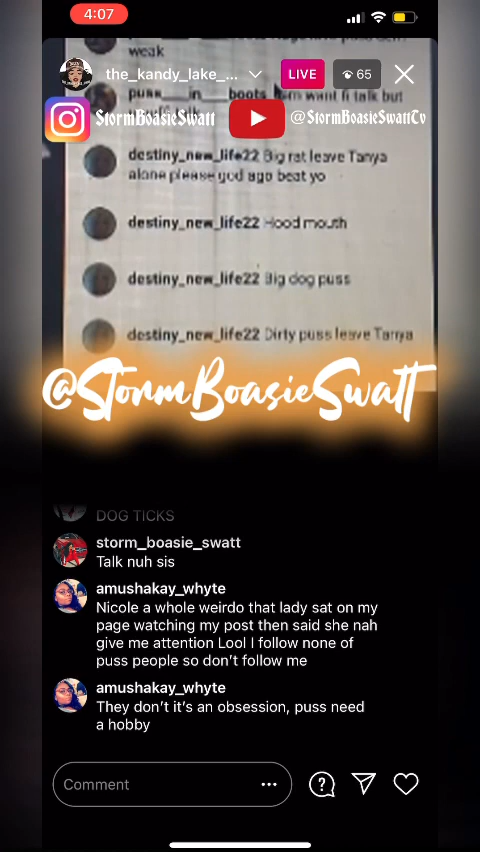 4:07
weak
the_kandy_lake_...
LIVE
65
puss___in___boots
want fi talk but
StormBoasieSwatt
@StormBoasieSwattTv
destiny_new_life22 Big rat leave Tanya
alone please god ago beat yo
destiny_new_life22 Hood mouth
destiny_new_life22 Big dog puss
destiny_new_life22 Dirty puss leave Tanya
@StormBoasieSwatt
DOG TICKS
storm_boasie_swatt
Talk nuh sis
amushakay_whyte
Nicole a whole weirdo that lady sat on my
page watching my post then said she nah
give me attention Lool I follow none of
puss people so don't follow me
amushakay_whyte
They don't it's an obsession, puss need
a hobby
Comment